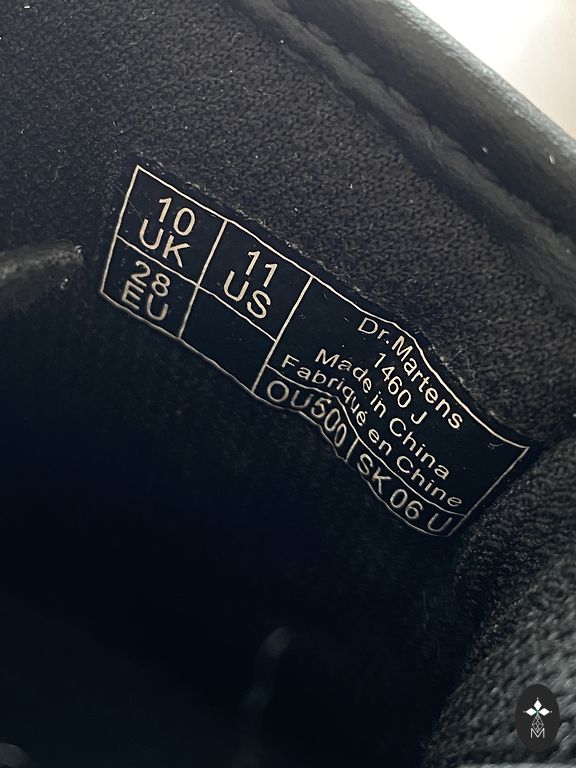 10
UK
11
US
28
EU
Dr. Martens
1460 J
Made in China
Fabriqué en Chine
OU500
SK 06 U
M